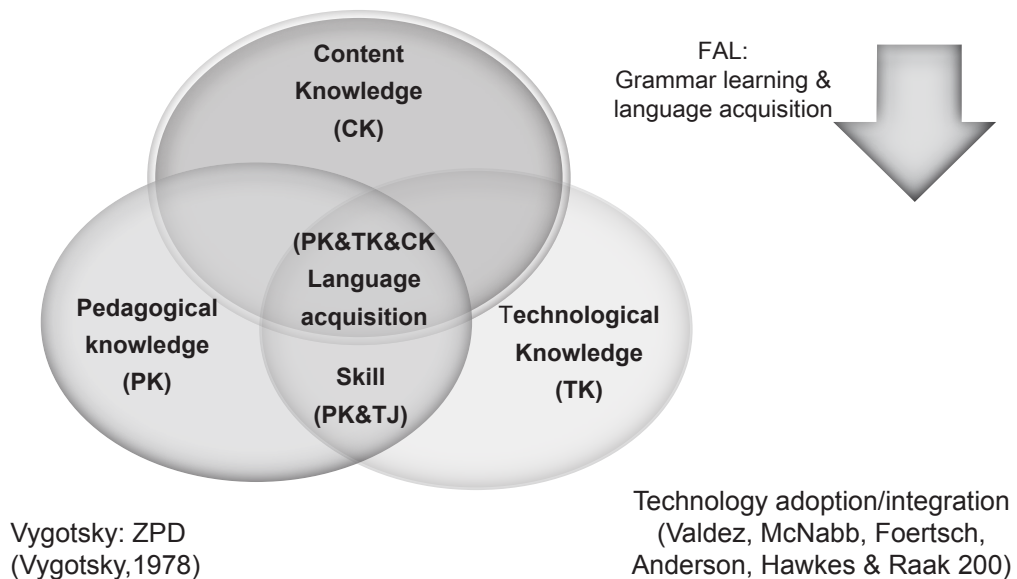 Content
Knowledge
(CK)
FAL:
Grammar learning &
language acquisition
(PK&TK&CK
Language
acquisition
Pedagogical
knowledge
(PK)
Technological
Knowledge
(TK)
Skill
(PK&TJ)
Vygotsky: ZPD
(Vygotsky,1978)
Technology adoption/integration
(Valdez, McNabb, Foertsch,
Anderson, Hawkes & Raak 200)